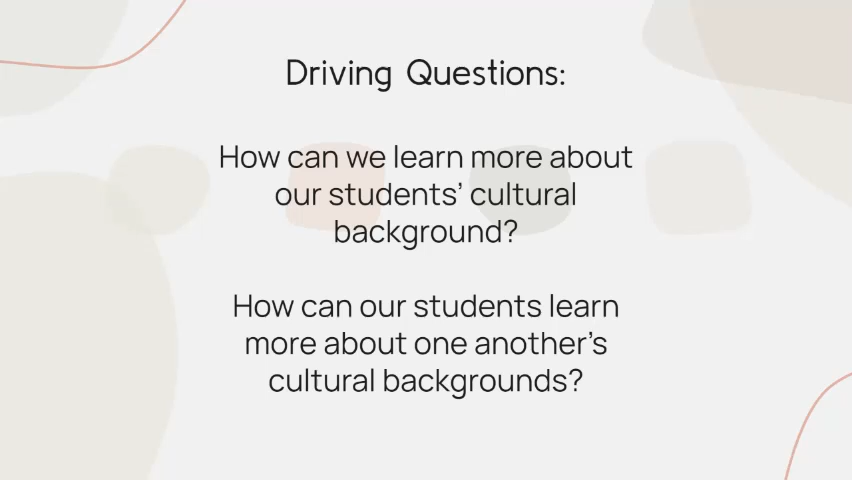 Driving Questions:
How can we learn more about
our students’ cultural
background?
How can our students learn
more about one another’s
cultural backgrounds?